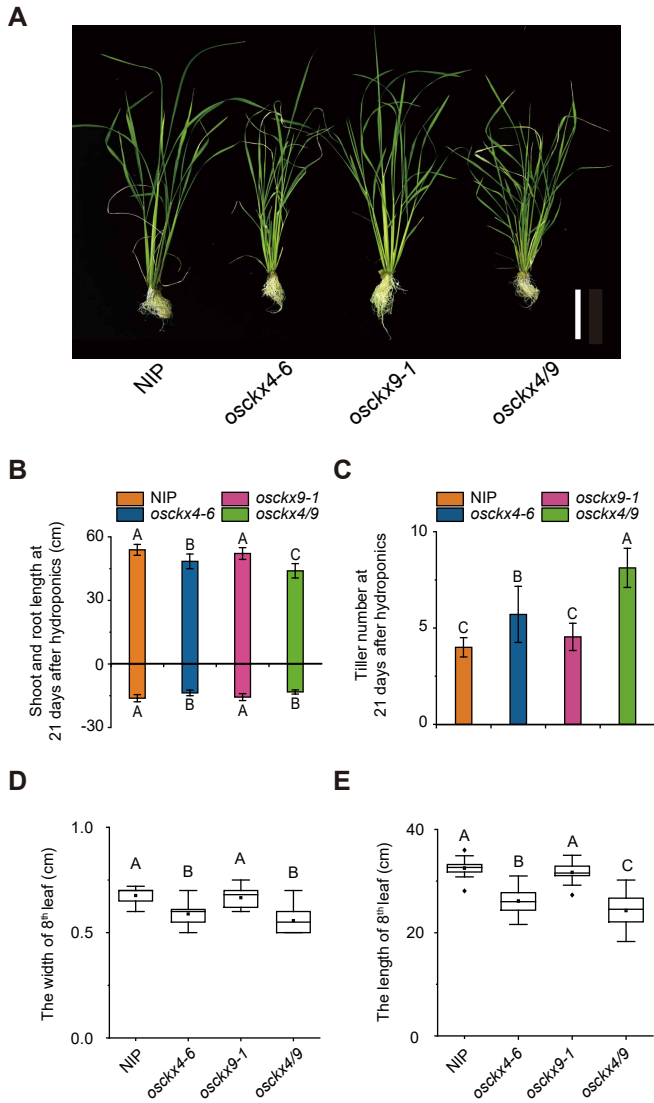 A
NIP
osckx4-6
osckx9-1
osckx4/9
B
NIP
osckx9-1
osckx4-6
osckx4/9
Shoot and root length at
21 days after hydroponics (cm)
60
30
0
-30
A
B
A
C
A
B
A
B
C
NIP
osckx9-1
osckx4-6
osckx4/9
Tiller number at
21 days after hydroponics
10
5
0
C
B
C
A
D
The width of 8th leaf (cm)
1.0
0.5
0.0
A
B
A
B
NIP
osckx4-6
osckx9-1
osckx4/9
E
The length of 8th leaf (cm)
40
20
0
A
B
A
C
NIP
osckx4-6
osckx9-1
osckx4/9